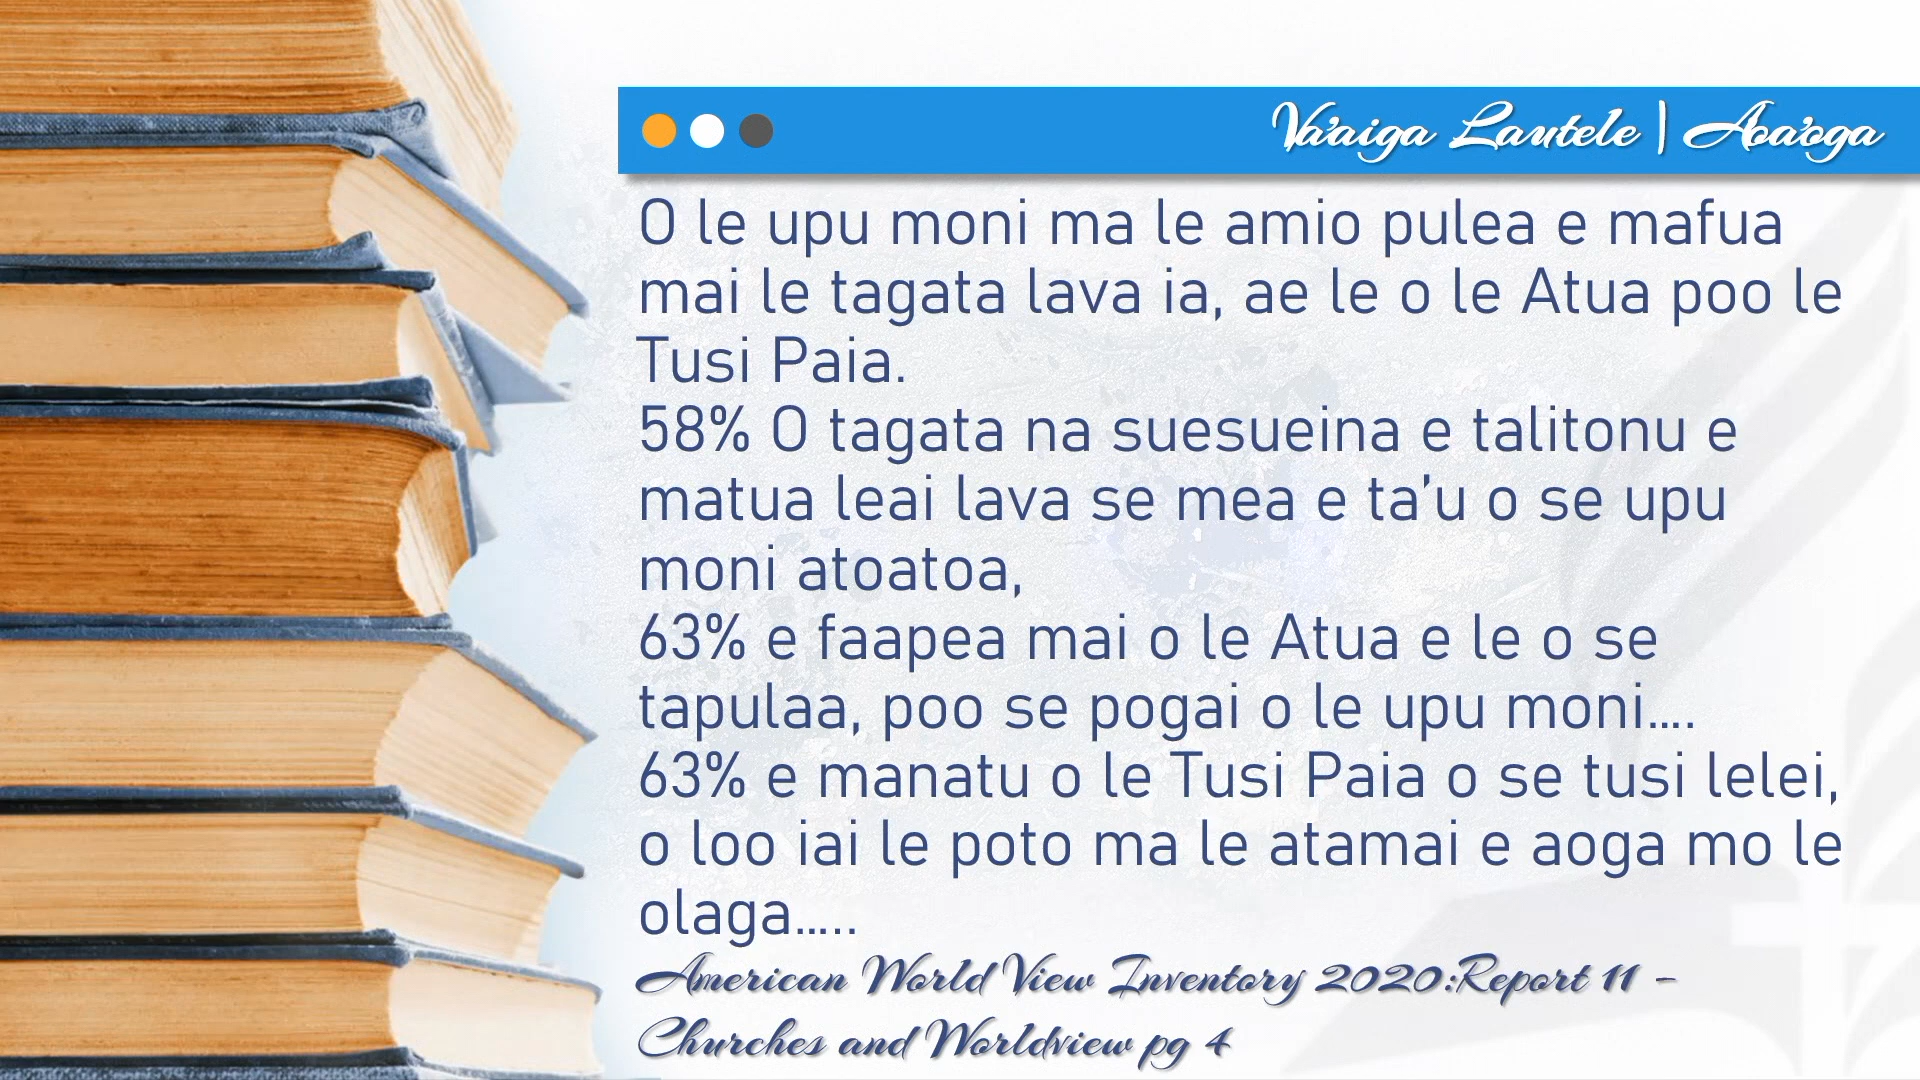 Va'aiga Lautele | Aoa'oga
O le upu moni ma le amio pulea e mafua
mai le tagata lava ia, ae le o le Atua poo le
Tusi Paia.
58% O tagata na suesueina e talitonu e
matua leai lava se mea e ta’u o se upu
moni atoatoa,
63% e faapea mai o le Atua e le o se
tapulaa, poo se pogai o le upu moni....
63% e manatu o le Tusi Paia o se tusi lelei,
o loo iai le poto ma le atamai e aoga mo le
olaga.....
American World View Inventory 2020:Report 11 –
Churches and Worldview pg 4